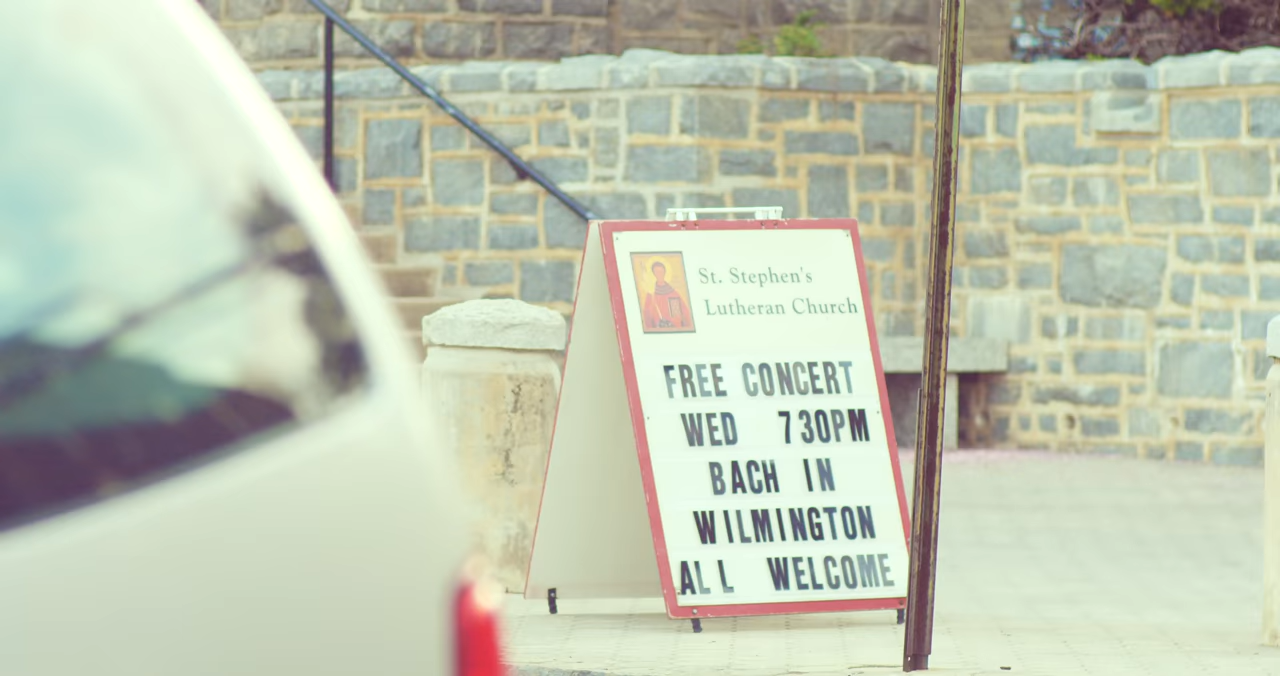 St. Stephen's
Lutheran Church
FREE CONCERT
WED 730PM
BACH IN
WILMINGTON
ALL WELCOME